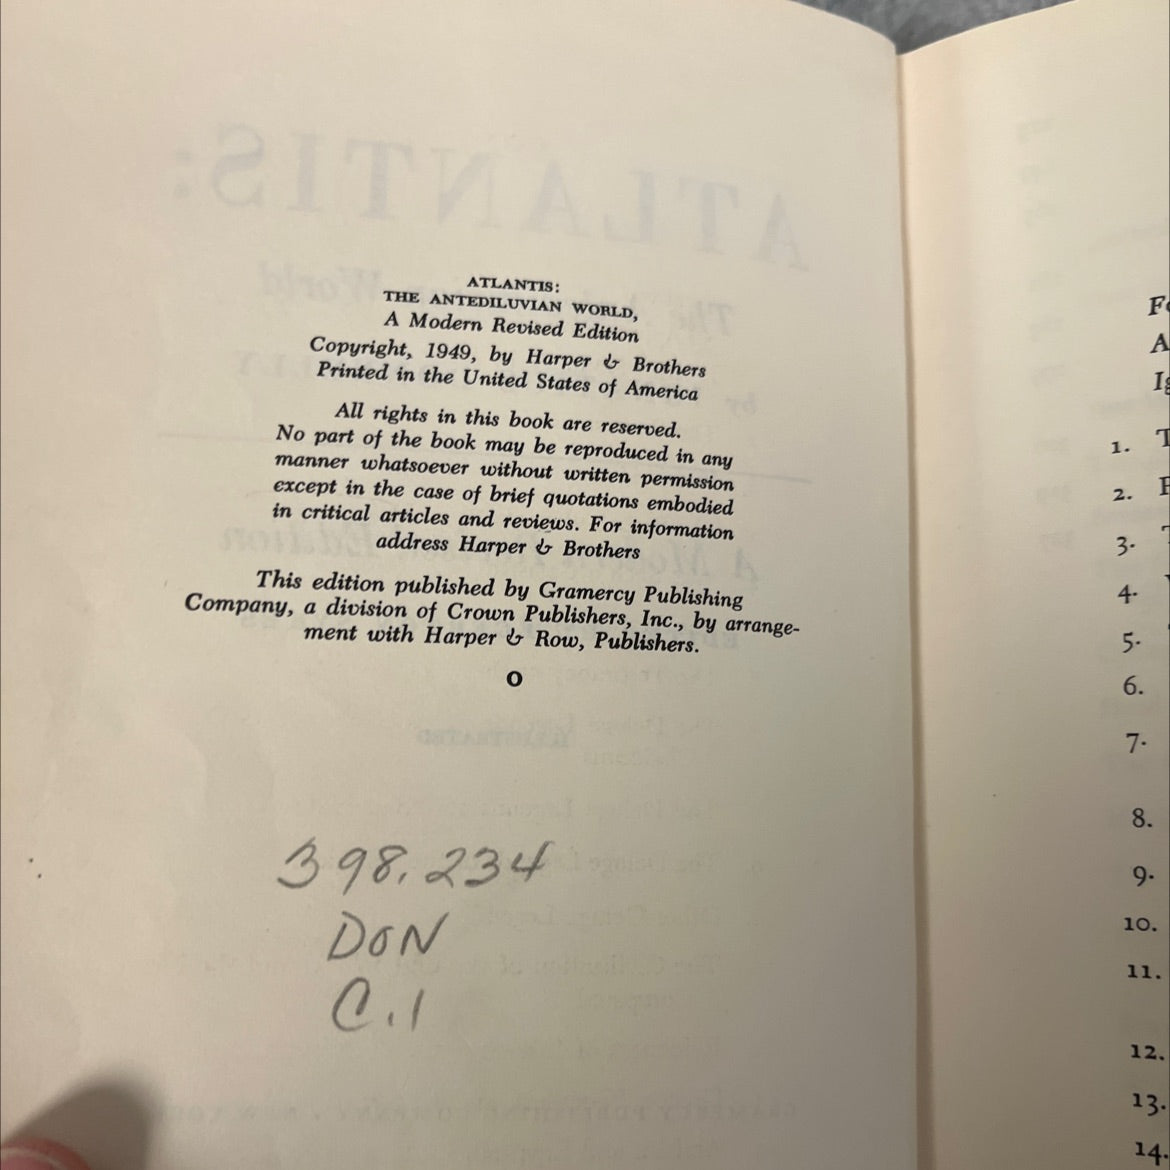 ATLANTIS:
THE ANTEDILUVIAN WORLD,
A Modern Revised Edition
Copyright, 1949, by Harper & Brothers
Printed in the United States of America
All rights in this book are reserved.
No part of the book may be reproduced in any
manner whatsoever without written permission
except in the case of brief quotations embodied
in critical articles and reviews. For information
address Harper & Brothers
This edition published by Gramercy Publishing
Company, a division of Crown Publishers, Inc., by arrange-
ment with Harper & Row, Publishers.
O
398.234
DON
C.1
1.
2.
3.
4.
5.
6.
7.
8.
9.
10.
11.
12.
13.
14.